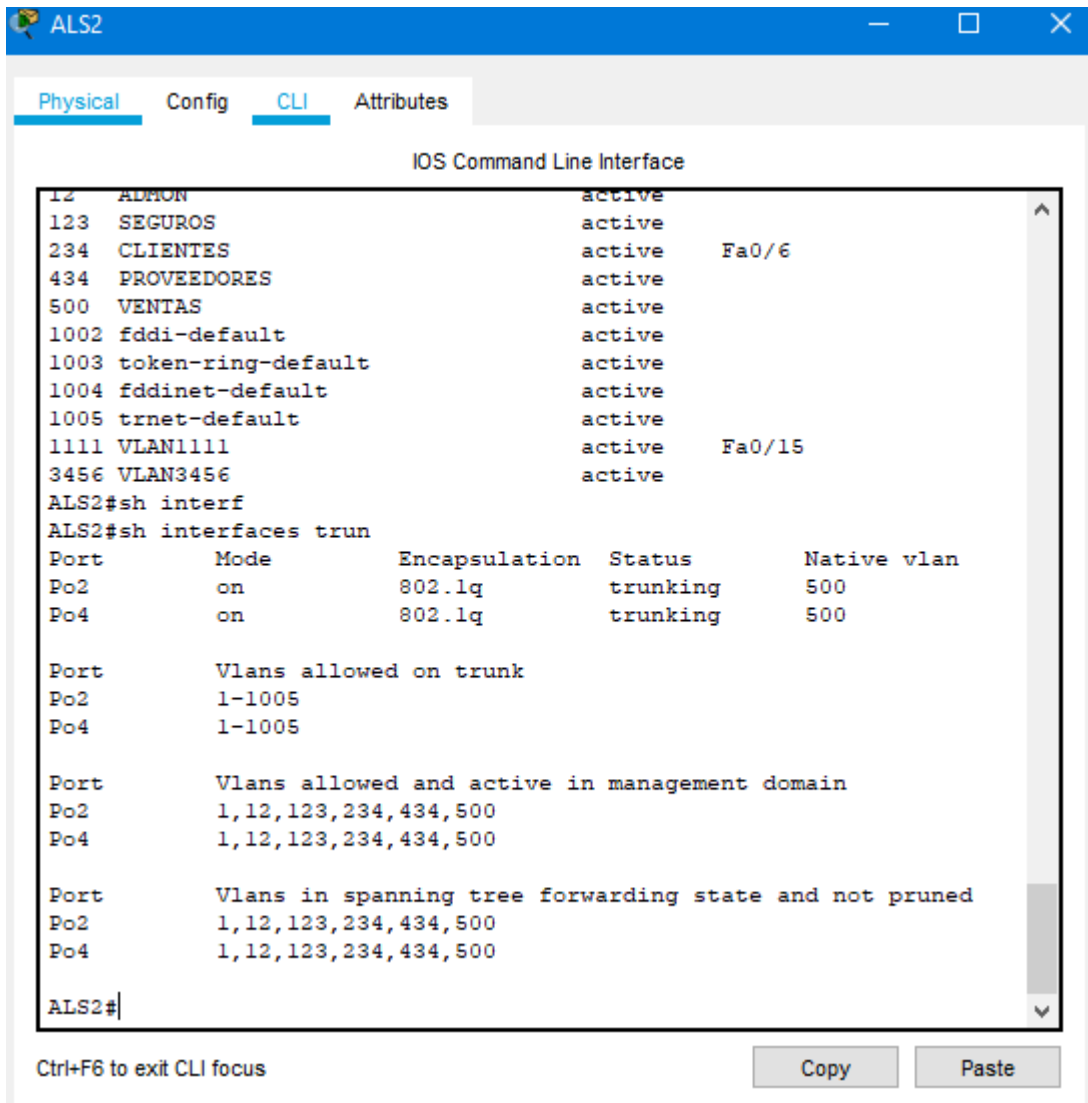 ALS2
Physical Config CLI Attributes
IOS Command Line Interface
12 ADMON active
123 SEGUROS active
234 CLIENTES active Fa0/6
434 PROVEEDORES active
500 VENTAS active
1002 fddi-default active
1003 token-ring-default active
1004 fddinet-default active
1005 trnet-default active
1111 VLAN1111 active Fa0/15
3456 VLAN3456 active
ALS2#sh interf
ALS2#sh interfaces trun
Port Mode Encapsulation Status Native vlan
Po2 on 802.1q trunking 500
Po4 on 802.1q trunking 500
Port Vlans allowed on trunk
Po2 1-1005
Po4 1-1005
Port Vlans allowed and active in management domain
Po2 1,12,123,234,434,500
Po4 1,12,123,234,434,500
Port Vlans in spanning tree forwarding state and not pruned
Po2 1,12,123,234,434,500
Po4 1,12,123,234,434,500
ALS2#
Ctrl+F6 to exit CLI focus Copy Paste